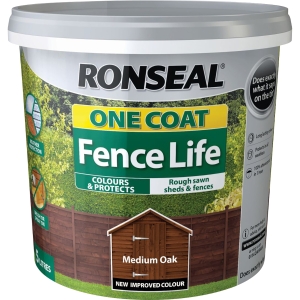 RONSEAL
Does exactly
what it says
on the tin
ONE COAT
Fence Life
COLOURS
& PROTECTS
Rough sawn
sheds & fences
Medium Oak
NEW IMPROVED COLOUR
LITRES